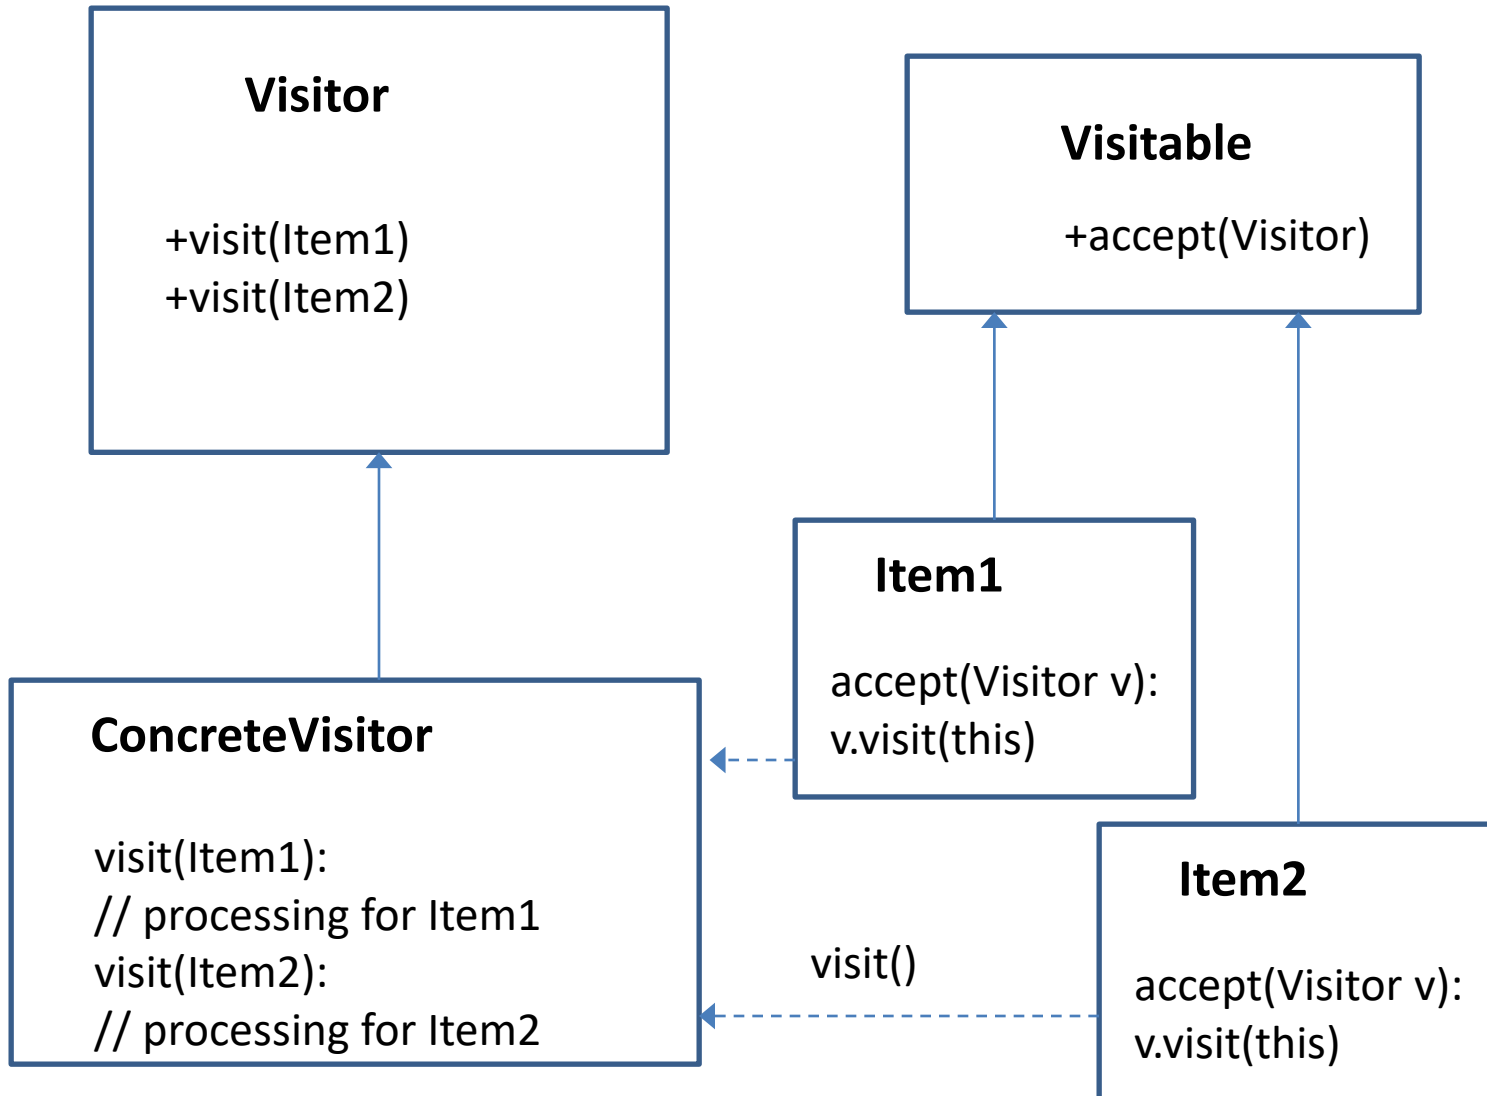 Visitor
+visit(Item1)
+visit(Item2)
Visitable
+accept(Visitor)
Item1
accept(Visitor v):
v.visit(this)
ConcreteVisitor
visit(Item1):
// processing for Item1
visit(Item2):
// processing for Item2
visit()
Item2
accept(Visitor v):
v.visit(this)